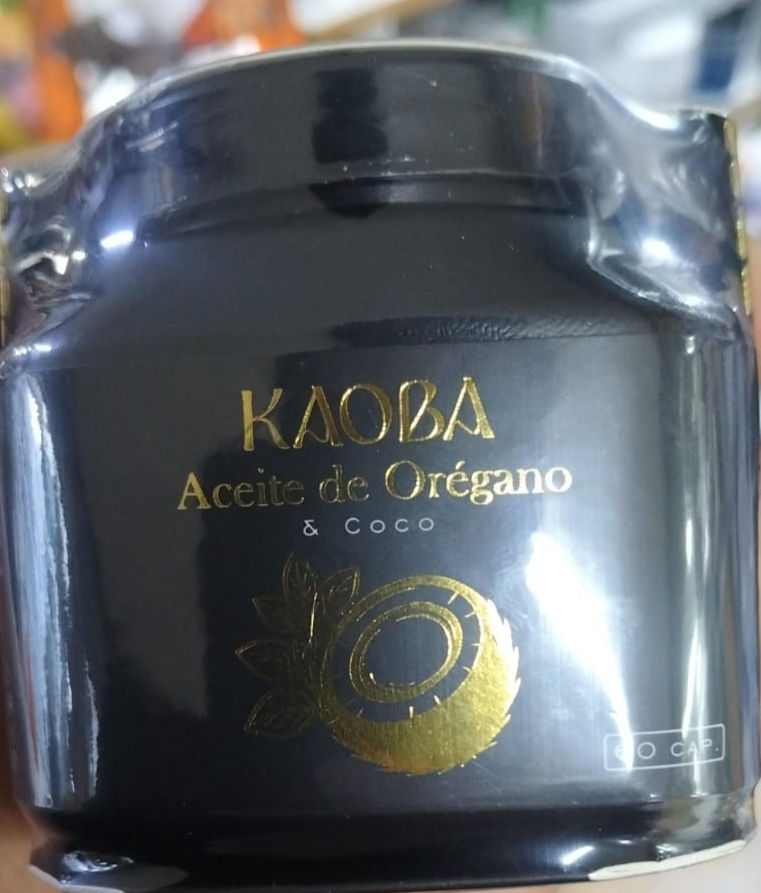 KAOBA
Aceite de Orégano
& Coco
60 CAP.